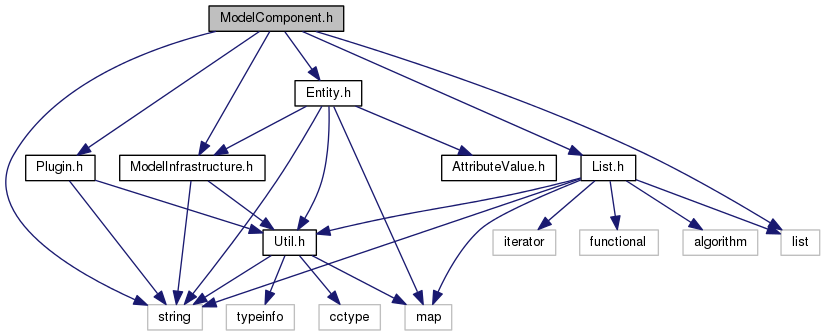 ModelComponent.h
Entity.h
Plugin.h
ModelInfrastructure.h
AttributeValue.h
List.h
Util.h
iterator
functional
algorithm
list
string
typeinfo
cctype
map